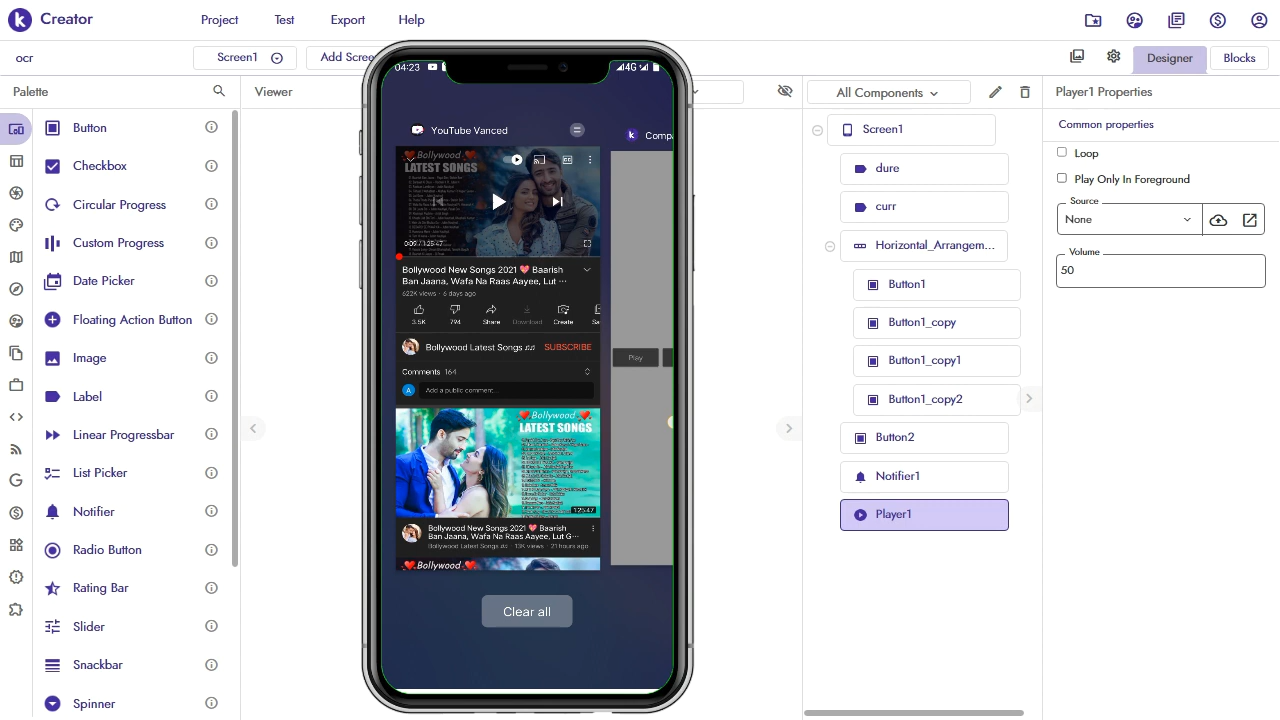 Creator
Project
Test
Export
Help
ocr
Screen1
Add Scree
Designer
Blocks
Palette
Viewer
All Components
Player1 Properties
Button
Checkbox
Circular Progress
Custom Progress
Date Picker
Floating Action Button
Image
Label
Linear Progressbar
List Picker
Notifier
Radio Button
Rating Bar
Slider
Snackbar
Spinner
04:23
4G
YouTube Vanced
Compa
Bollywood
LATEST SONGS
0:09 / 1:25:47
Bollywood New Songs 2021 ❤️ Baarish
Ban Jaana, Wafa Na Raas Aayee, Lut ···
622K views · 6 days ago
3.5K
794
Share
Download
Create
Sa
Bollywood Latest Songs ♫♫
SUBSCRIBE
Comments 164
A
Add a public comment...
Play
Bollywood
LATEST SONGS
1:25:47
Bollywood New Songs 2021 ❤️ Baarish
Ban Jaana, Wafa Na Raas Aayee, Lut G···
Bollywood Latest Songs ♫♫ · 13K views · 21 hours ago
Bollywood
Clear all
Screen1
dure
curr
Horizontal_Arrangem...
Button1
Button1_copy
Button1_copy1
Button1_copy2
Button2
Notifier1
Player1
Common properties
Loop
Play Only In Foreground
Source
None
Volume
50